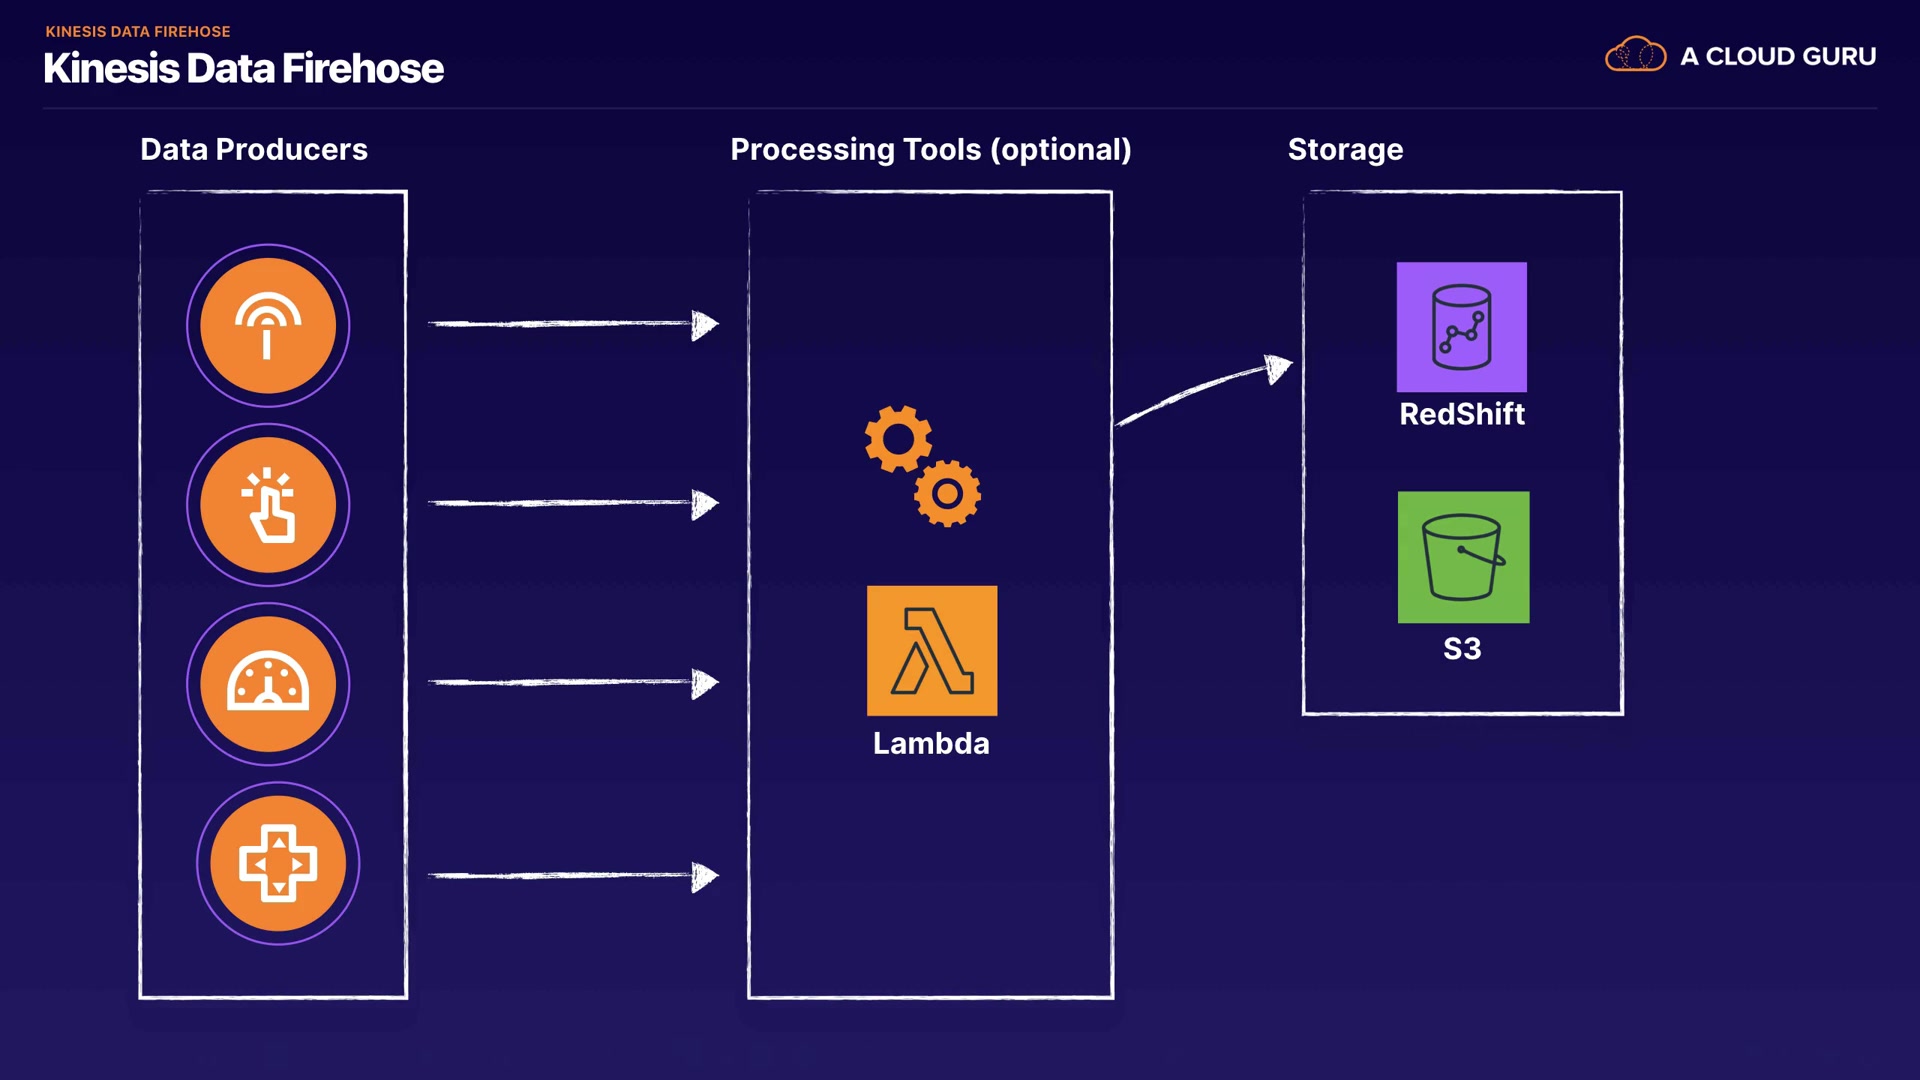 KINESIS DATA FIREHOSE
Kinesis Data Firehose
A CLOUD GURU
Data Producers
Processing Tools (optional)
Storage
RedShift
S3
Lambda